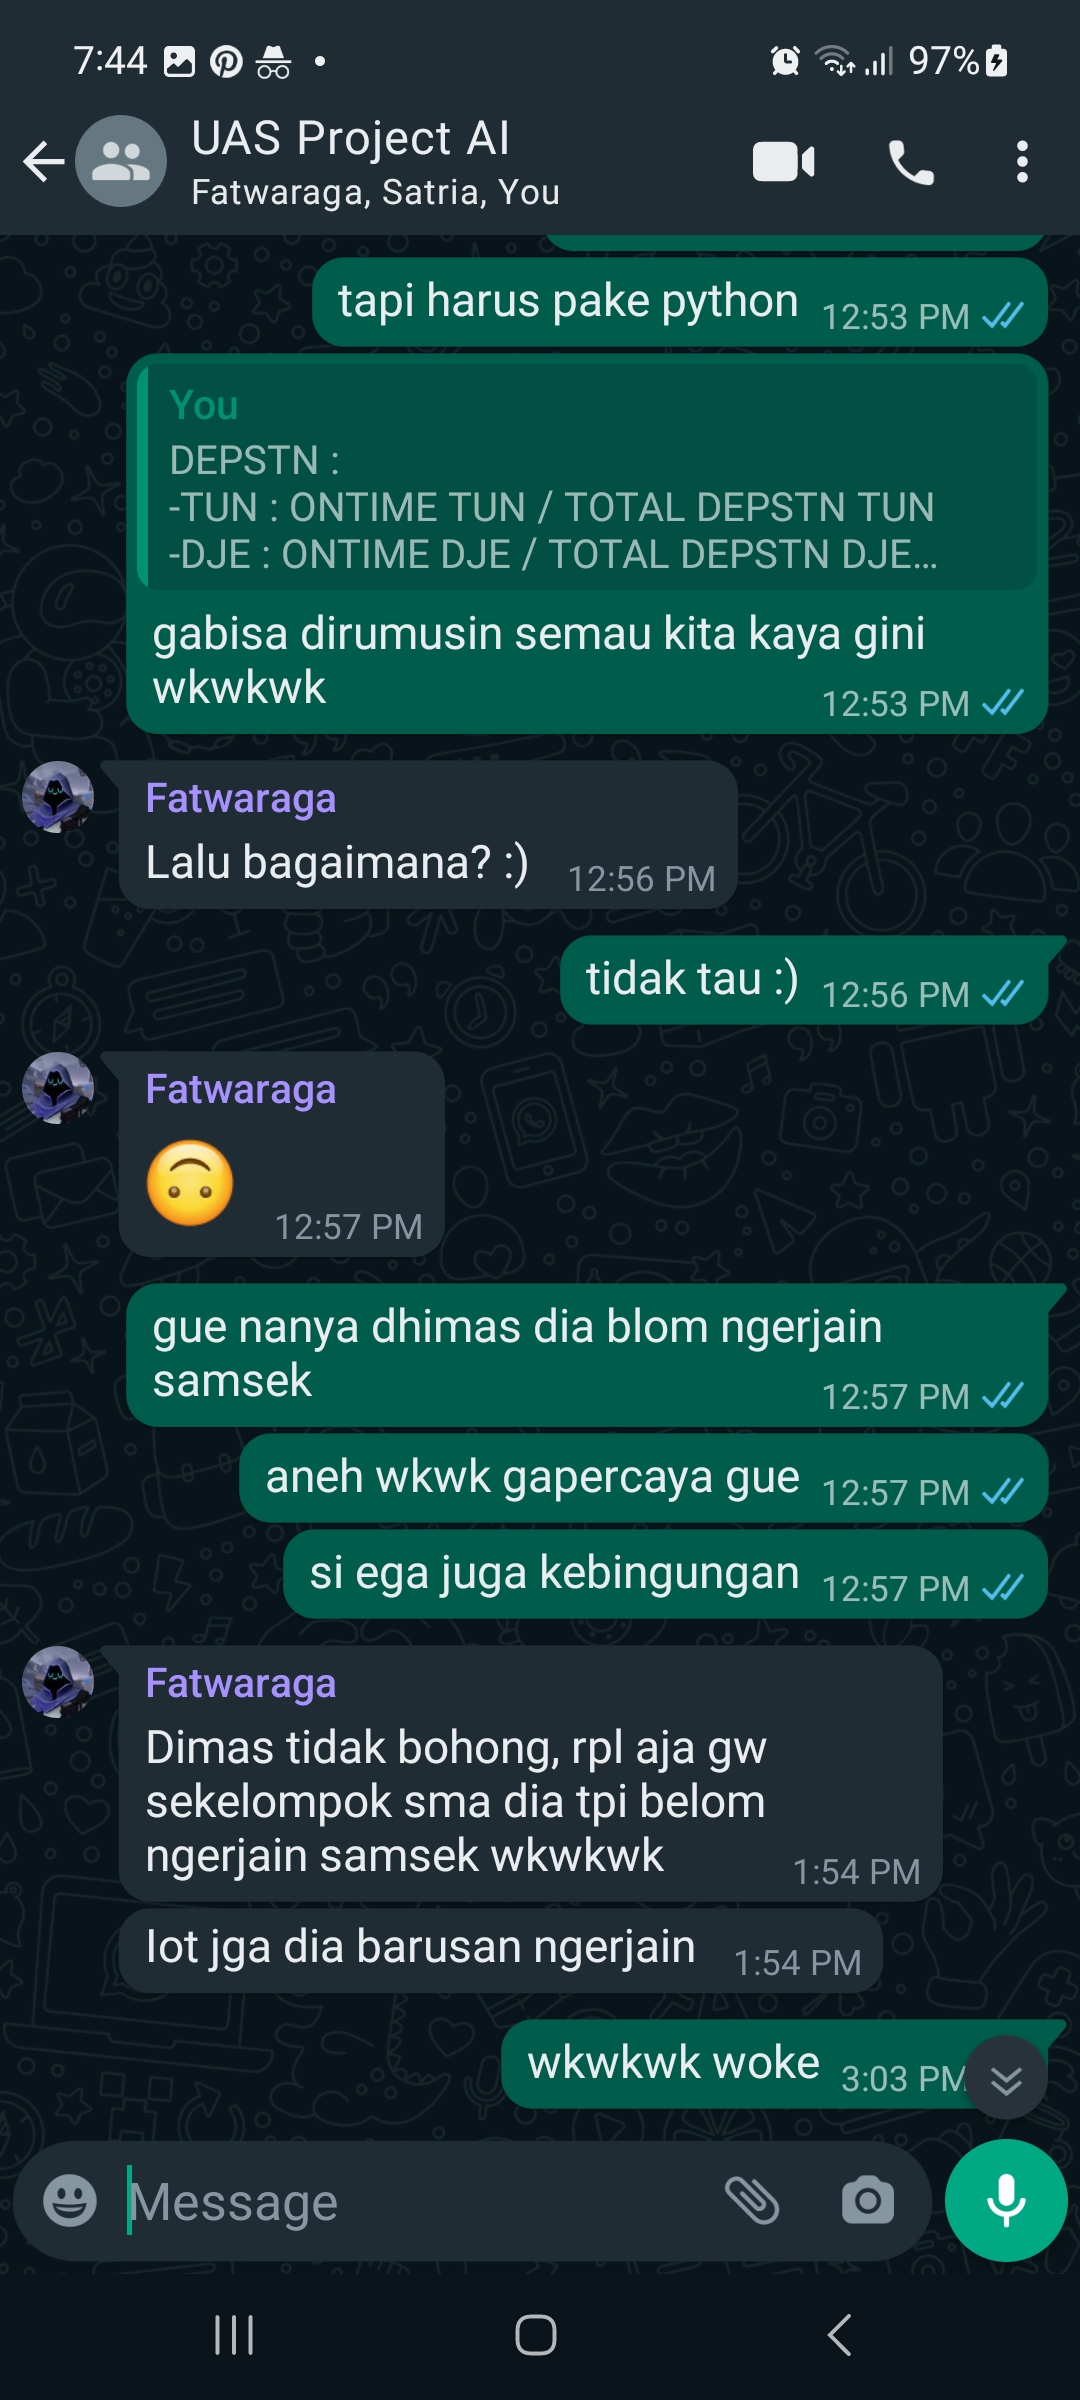 7:44
97%
UAS Project AI
Fatwaraga, Satria, You
tapi harus pake python 12:53 PM
You
DEPSTN :
-TUN : ONTIME TUN / TOTAL DEPSTN TUN
-DJE : ONTIME DJE / TOTAL DEPSTN DJE...
gabisa dirumusin semau kita kaya gini
wkwkwk
12:53 PM
Fatwaraga
Lalu bagaimana? :) 12:56 PM
tidak tau :) 12:56 PM
Fatwaraga
🙃
12:57 PM
gue nanya dhimas dia blom ngerjain
samsek
12:57 PM
aneh wkwk gapercaya gue 12:57 PM
si ega juga kebingungan 12:57 PM
Fatwaraga
Dimas tidak bohong, rpl aja gw
sekelompok sma dia tpi belom
ngerjain samsek wkwkwk
1:54 PM
Iot jga dia barusan ngerjain 1:54 PM
wkwkwk woke 3:03 PM
Message